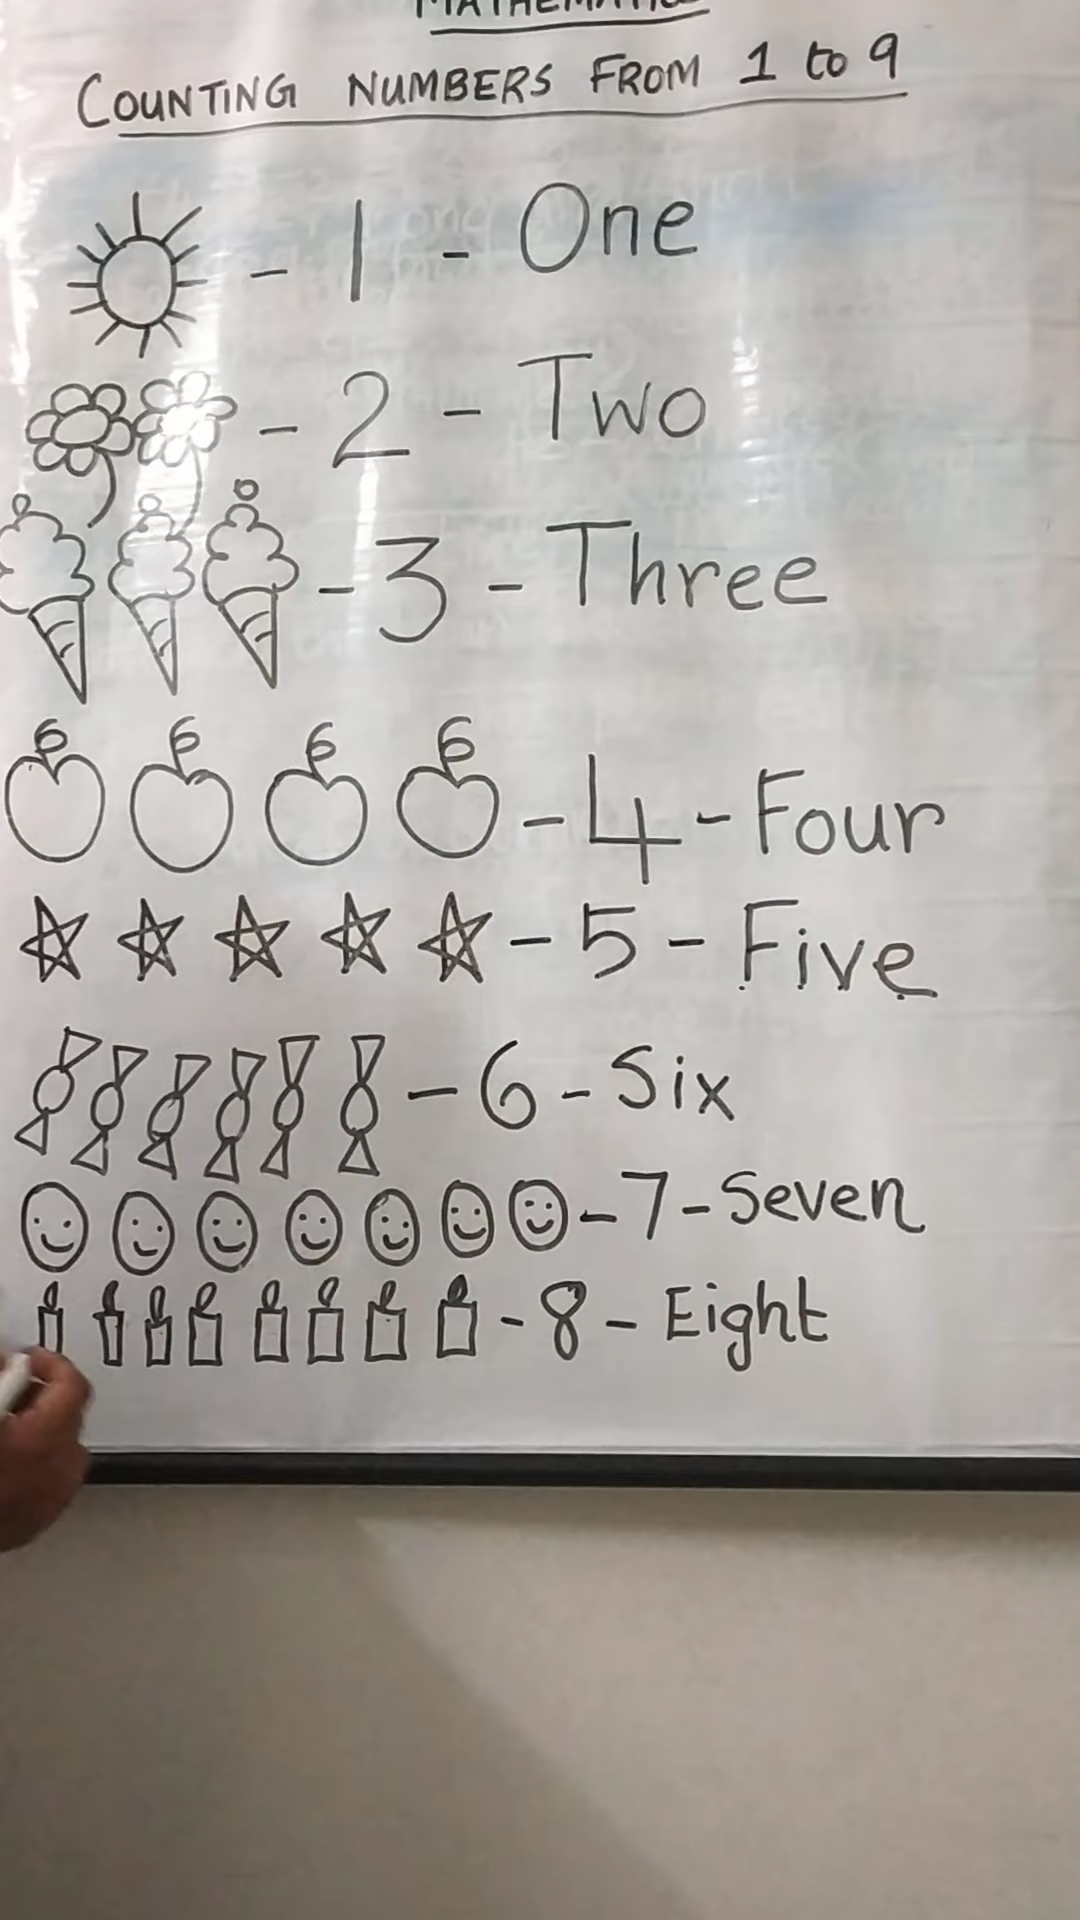 MATHEMATICS
COUNTING NUMBERS FROM 1 to 9
- 1 - One
- 2 - Two
- 3 - Three
- 4 - Four
- 5 - Five
- 6 - Six
- 7 - Seven
- 8 - Eight